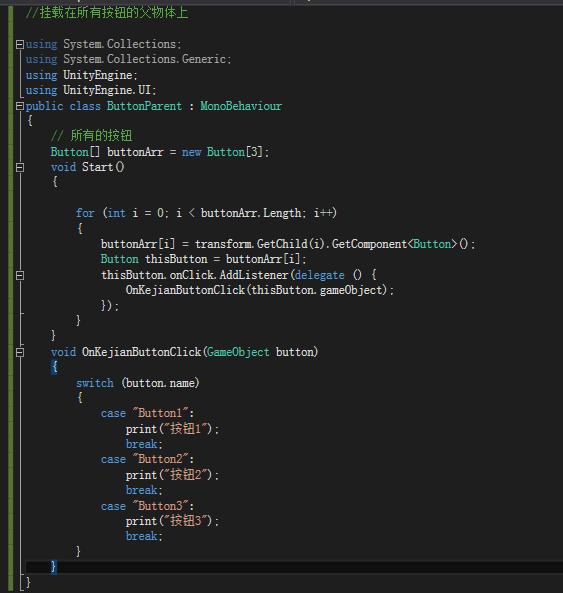 //挂载在所有按钮的父物体上
using System.Collections;
using System.Collections.Generic;
using UnityEngine;
using UnityEngine.UI;
public class ButtonParent : MonoBehaviour
{
// 所有的按钮
Button[] buttonArr = new Button[3];
void Start()
{
for (int i = 0; i < buttonArr.Length; i++)
{
buttonArr[i] = transform.GetChild(i).GetComponent<Button>();
Button thisButton = buttonArr[i];
thisButton.onClick.AddListener(delegate () {
OnKejianButtonClick(thisButton.gameObject);
});
}
}
void OnKejianButtonClick(GameObject button)
{
switch (button.name)
{
case "Button1":
print("按钮1");
break;
case "Button2":
print("按钮2");
break;
case "Button3":
print("按钮3");
break;
}
}
}